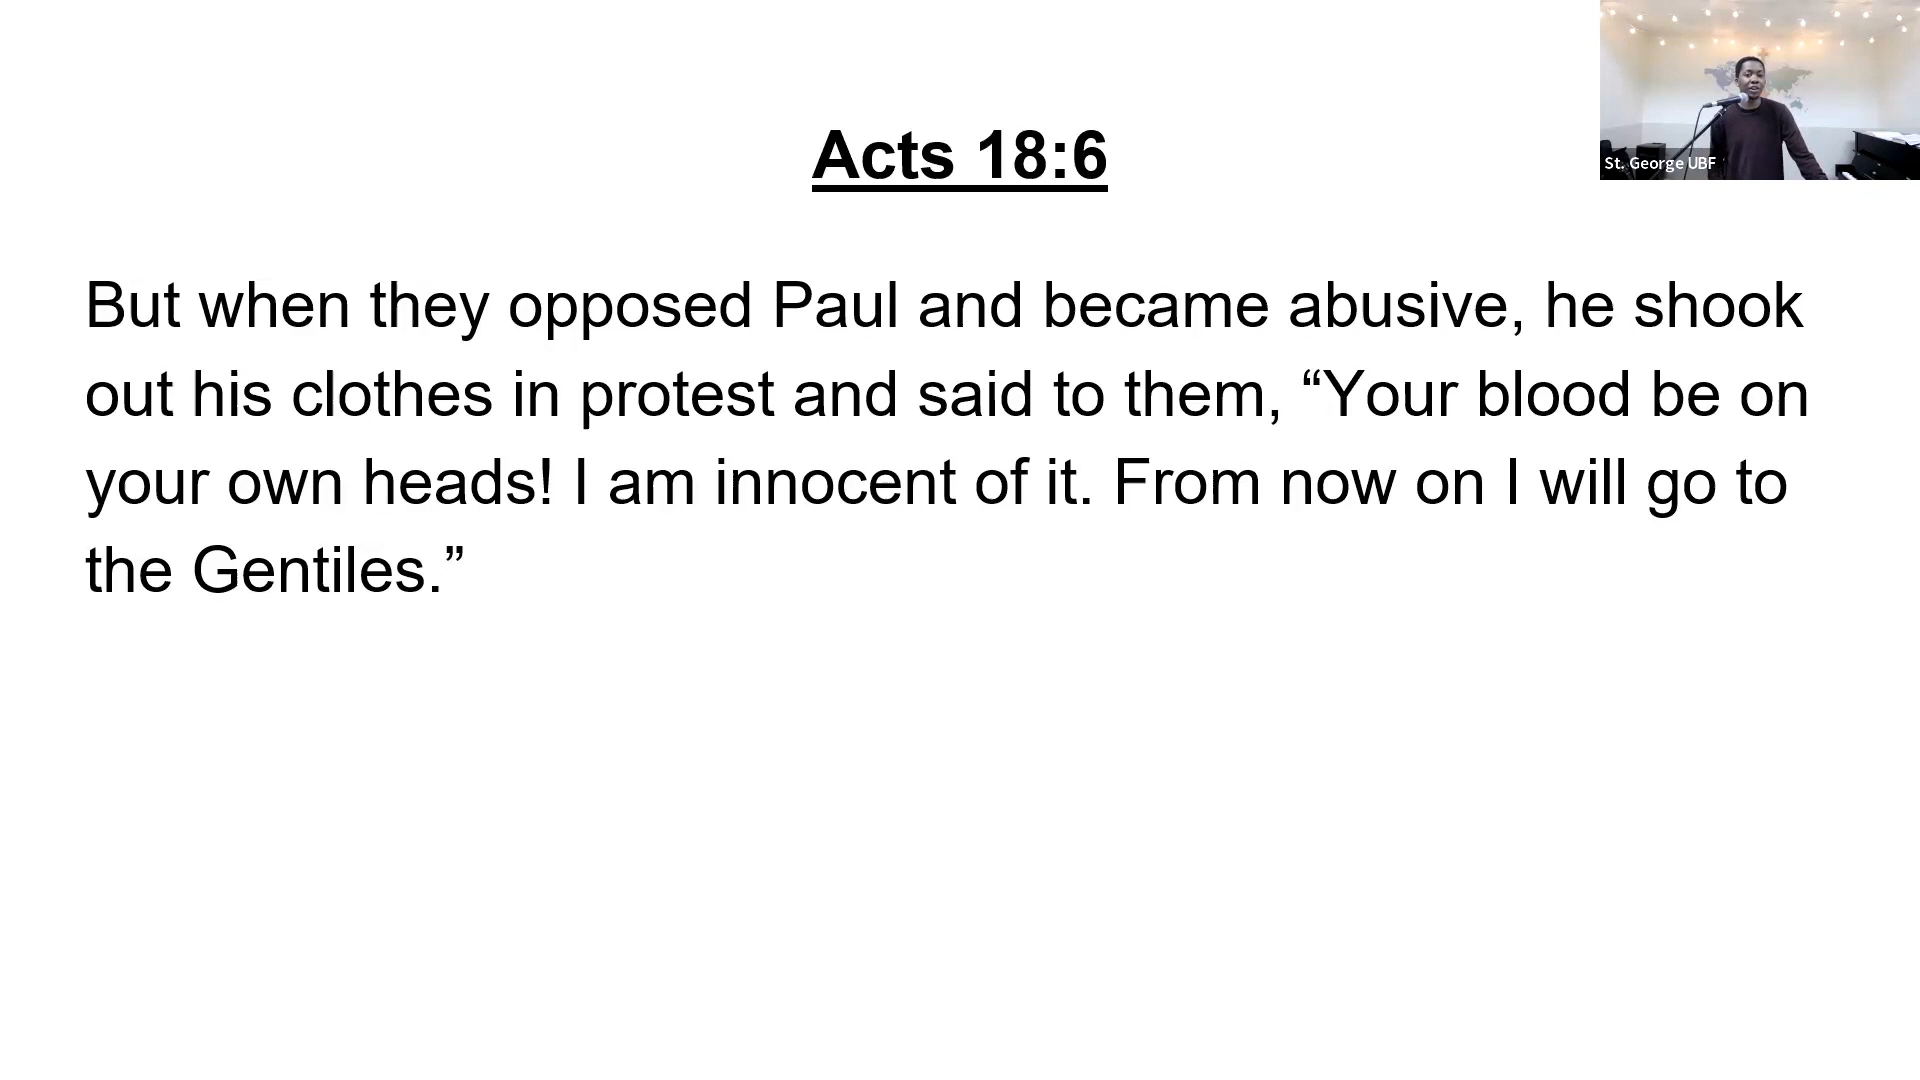 Acts 18:6
But when they opposed Paul and became abusive, he shook
out his clothes in protest and said to them, “Your blood be on
your own heads! I am innocent of it. From now on I will go to
the Gentiles.”
St. George UBF